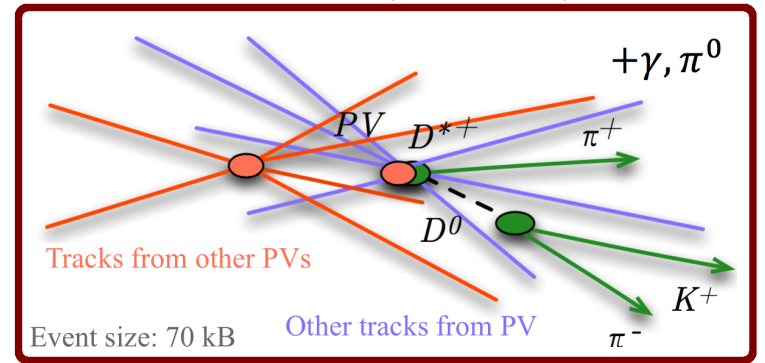 +γ, π⁰
PV
D*⁺
π⁺
D⁰
Tracks from other PVs
K⁺
Event size: 70 kB
Other tracks from PV
π⁻